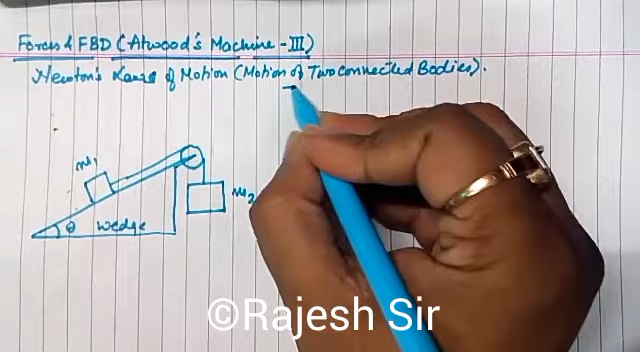 Forces & FBD (Atwood's Machine - III)
Newton's Laws of Motion (Motion of Two Connected Bodies).
m₁
m₂
θ wedge
©Rajesh Sir